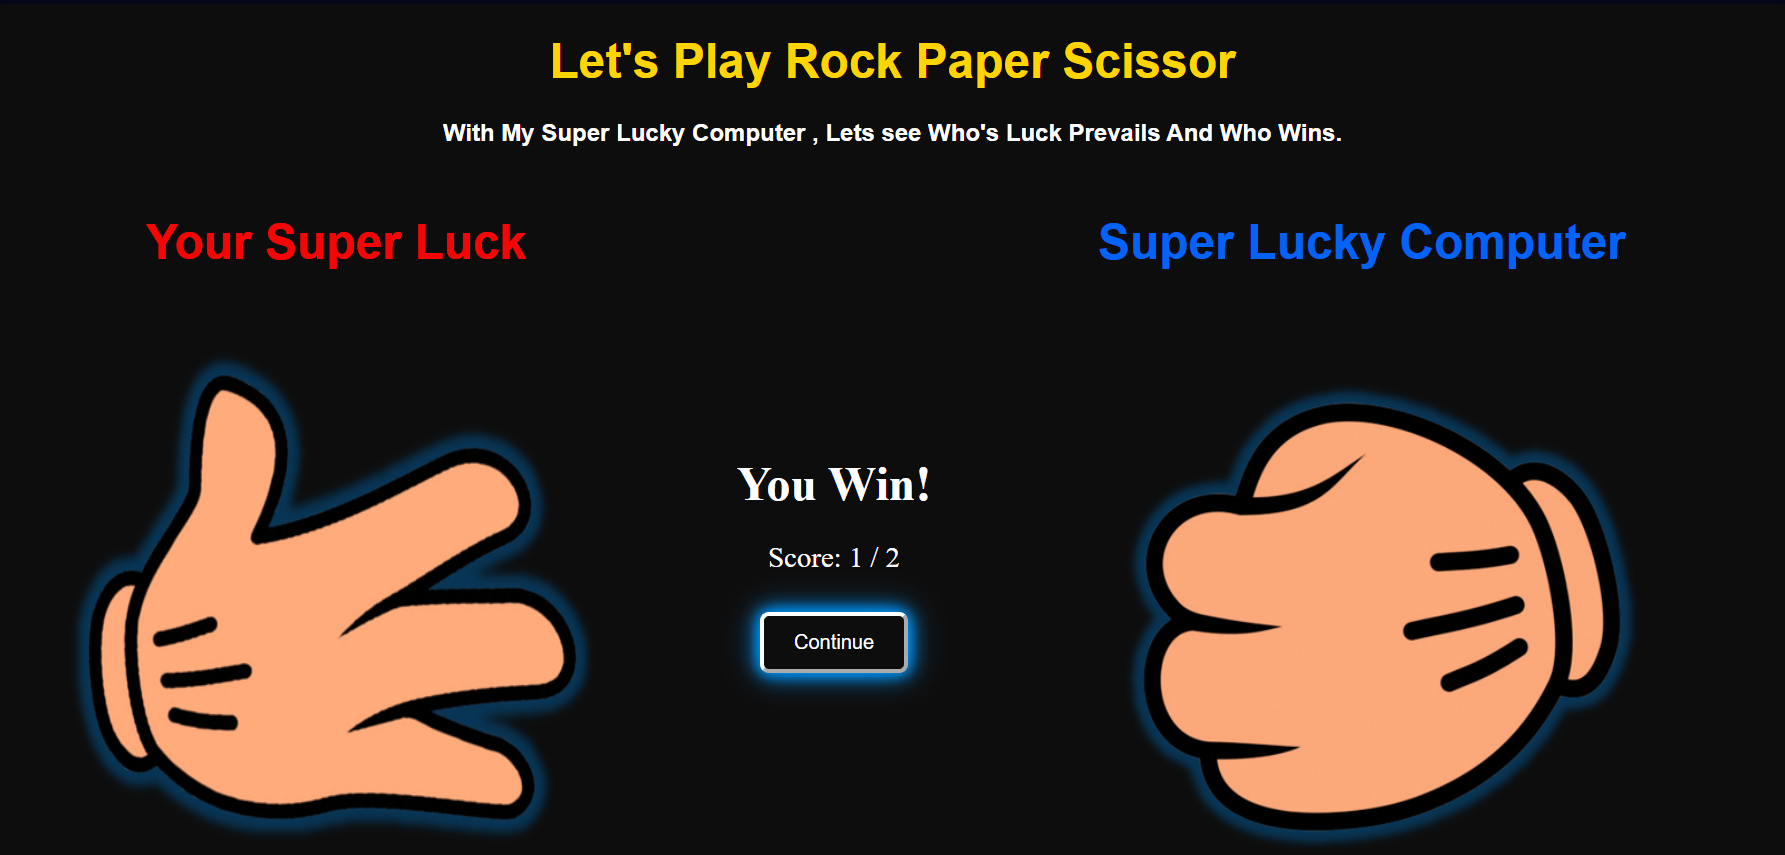 Let's Play Rock Paper Scissor
With My Super Lucky Computer , Lets see Who's Luck Prevails And Who Wins.
Your Super Luck
Super Lucky Computer
You Win!
Score: 1 / 2
Continue